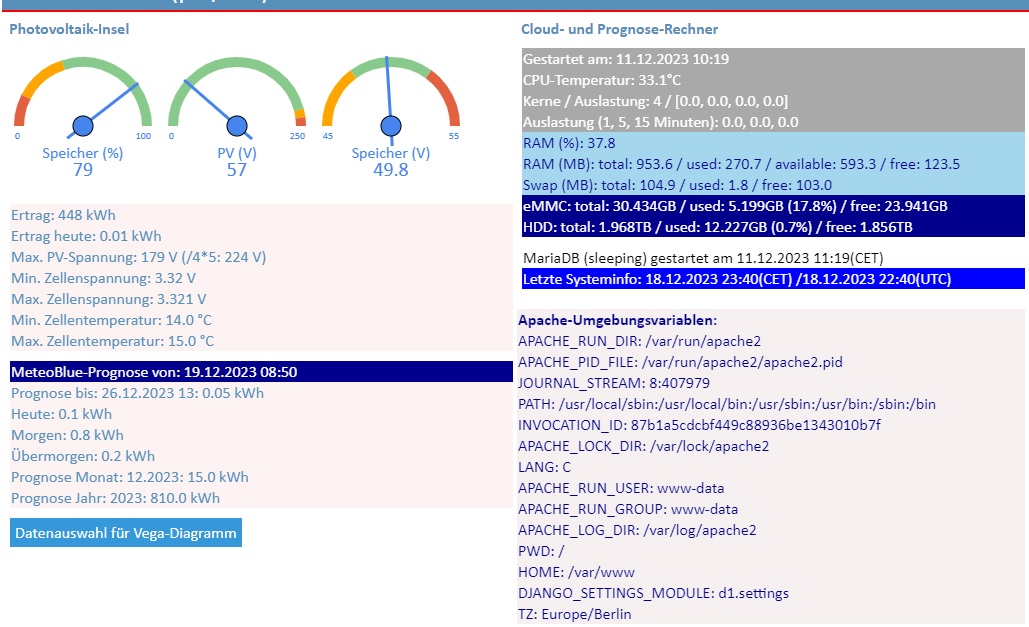 Photovoltaik-Insel
0
100
Speicher (%)
79
0
250
PV (V)
57
45
55
Speicher (V)
49.8
Ertrag: 448 kWh
Ertrag heute: 0.01 kWh
Max. PV-Spannung: 179 V (/4*5: 224 V)
Min. Zellenspannung: 3.32 V
Max. Zellenspannung: 3.321 V
Min. Zellentemperatur: 14.0 °C
Max. Zellentemperatur: 15.0 °C
MeteoBlue-Prognose von: 19.12.2023 08:50
Prognose bis: 26.12.2023 13: 0.05 kWh
Heute: 0.1 kWh
Morgen: 0.8 kWh
Übermorgen: 0.2 kWh
Prognose Monat: 12.2023: 15.0 kWh
Prognose Jahr: 2023: 810.0 kWh
Datenauswahl für Vega-Diagramm
Cloud- und Prognose-Rechner
Gestartet am: 11.12.2023 10:19
CPU-Temperatur: 33.1°C
Kerne / Auslastung: 4 / [0.0, 0.0, 0.0, 0.0]
Auslastung (1, 5, 15 Minuten): 0.0, 0.0, 0.0
RAM (%): 37.8
RAM (MB): total: 953.6 / used: 270.7 / available: 593.3 / free: 123.5
Swap (MB): total: 104.9 / used: 1.8 / free: 103.0
eMMC: total: 30.434GB / used: 5.199GB (17.8%) / free: 23.941GB
HDD: total: 1.968TB / used: 12.227GB (0.7%) / free: 1.856TB
MariaDB (sleeping) gestartet am 11.12.2023 11:19(CET)
Letzte Systeminfo: 18.12.2023 23:40(CET) /18.12.2023 22:40(UTC)
Apache-Umgebungsvariablen:
APACHE_RUN_DIR: /var/run/apache2
APACHE_PID_FILE: /var/run/apache2/apache2.pid
JOURNAL_STREAM: 8:407979
PATH: /usr/local/sbin:/usr/local/bin:/usr/sbin:/usr/bin:/sbin:/bin
INVOCATION_ID: 87b1a5cdcbf449c88936be1343010b7f
APACHE_LOCK_DIR: /var/lock/apache2
LANG: C
APACHE_RUN_USER: www-data
APACHE_RUN_GROUP: www-data
APACHE_LOG_DIR: /var/log/apache2
PWD: /
HOME: /var/www
DJANGO_SETTINGS_MODULE: d1.settings
TZ: Europe/Berlin